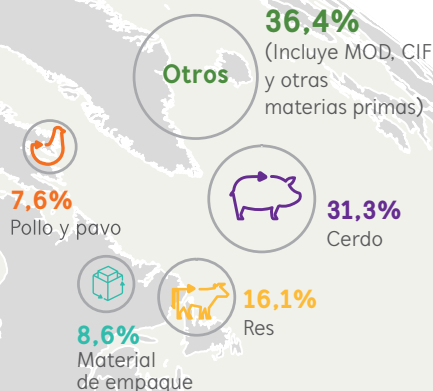 36,4%
Otros
(Incluye MOD, CIF
y otras
materias primas)
7,6%
Pollo y pavo
31,3%
Cerdo
16,1%
Res
8,6%
Material
de empaque